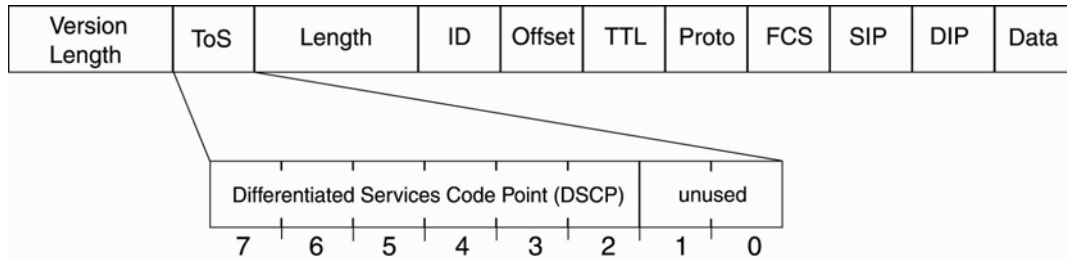 Version Length ToS Length ID Offset TTL Proto FCS SIP DIP Data
Differentiated Services Code Point (DSCP) unused
7 6 5 4 3 2 1 0